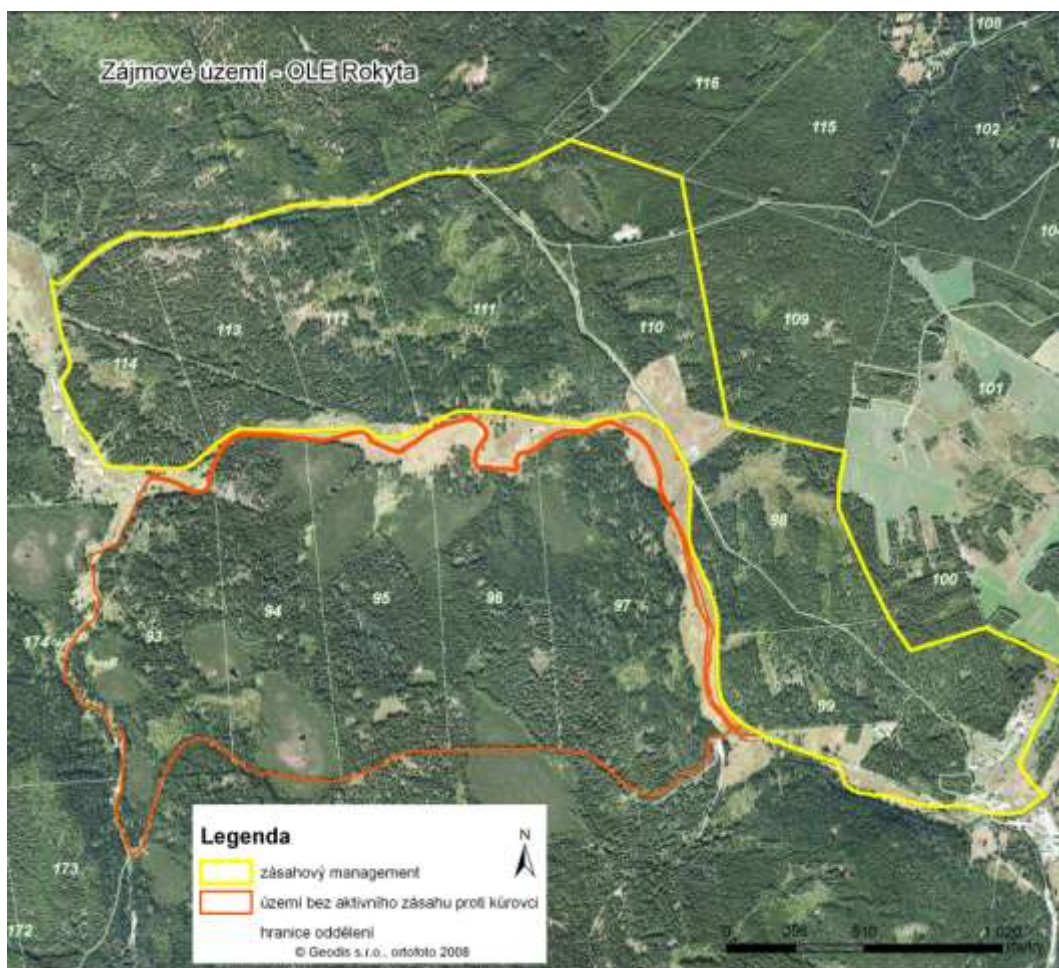 Zájmové území - OLE Rokyta
108
116
115
102
104
113
112
111
110
109
114
101
98
100
94
95
96
97
93
174
99
173
172
Legenda
N
zásahový management
území bez aktivního zásahu proti kůrovci
hranice oddělení
© Geodis s.r.o., ortofoto 2008
0 510 1 020
metry